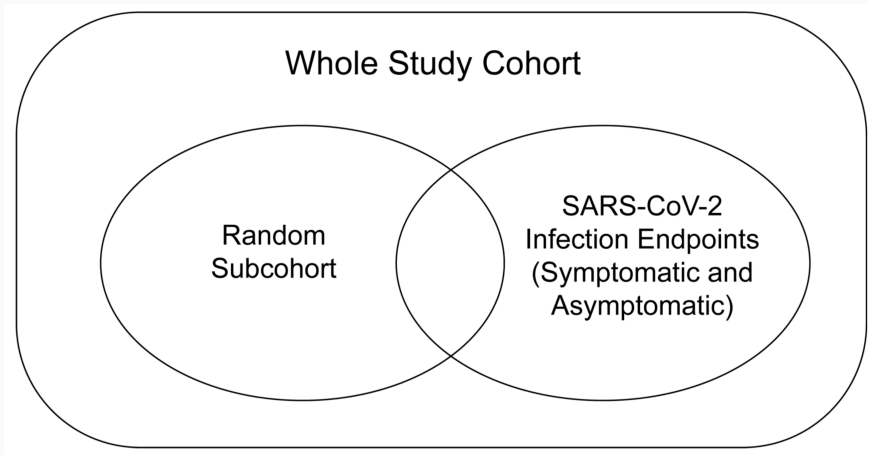 Whole Study Cohort
Random
Subcohort
SARS-CoV-2
Infection Endpoints
(Symptomatic and
Asymptomatic)